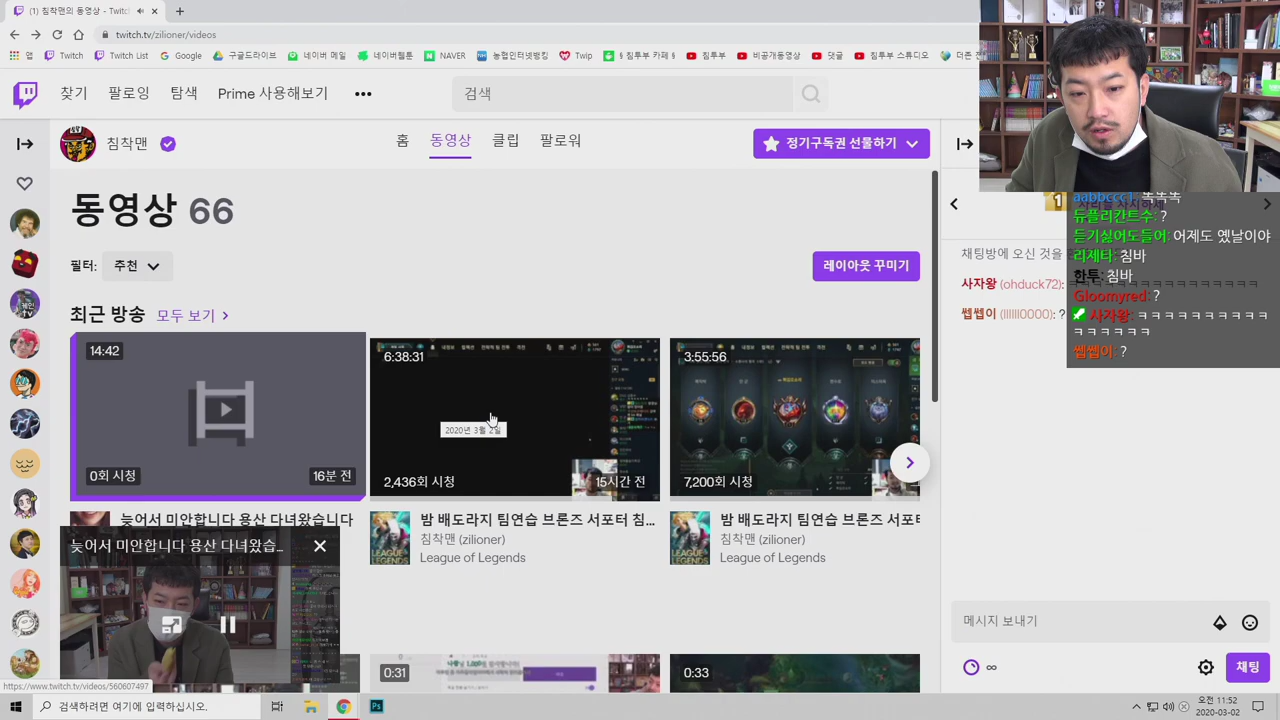 (1) 침착맨의 동영상 - Twitch
twitch.tv/zilioner/videos
앱 Twitch Twitch List Google 구글드라이브 네이버 메일 네이버웹툰 NAVER 농협인터넷뱅킹 Twip § 침투부 카페 § 침투부 비공개동영상 댓글 침투부 스튜디오 더존
찾기 팔로잉 탐색 Prime 사용해보기 •••
검색
침착맨
홈 동영상 클립 팔로워
정기구독권 선물하기
동영상 66
필터: 추천
레이아웃 꾸미기
최근 방송 모두 보기
14:42
0회 시청
16분 전
늦어서 미안합니다 용산 다녀왔습니다
6:38:31
2020년 3월 2일
2,436회 시청
15시간 전
밤 배도라지 팀연습 브론즈 서포터 침...
침착맨 (zilioner)
League of Legends
3:55:56
7,200회 시청
밤 배도라지 팀연습 브론즈 서포터
침착맨 (zilioner)
League of Legends
늦어서 미안합니다 용산 다녀왔습...
0:31
0:33
1
채팅방에 오신 것을
사자왕 (ohduck72): ㅋㅋㅋㅋㅋㅋㅋㅋㅋㅋㅋㅋㅋㅋㅋㅋ
쩝쩝이 (llllll0000): ?
aabbccc1: 똑똑똑
듀플리칸트수: ?
듣기싫어도들어: 어제도 옜날이야
리제타: 침바
한투: 침바
Gloomyred: ?
사자왕: ㅋㅋㅋㅋㅋㅋㅋㅋㅋㅋ
ㅋㅋㅋㅋㅋㅋ
쩝쩝이: ?
메시지 보내기
∞
채팅
https://www.twitch.tv/videos/560607497
검색하려면 여기에 입력하십시오.
Ps
오전 11:52
2020-03-02